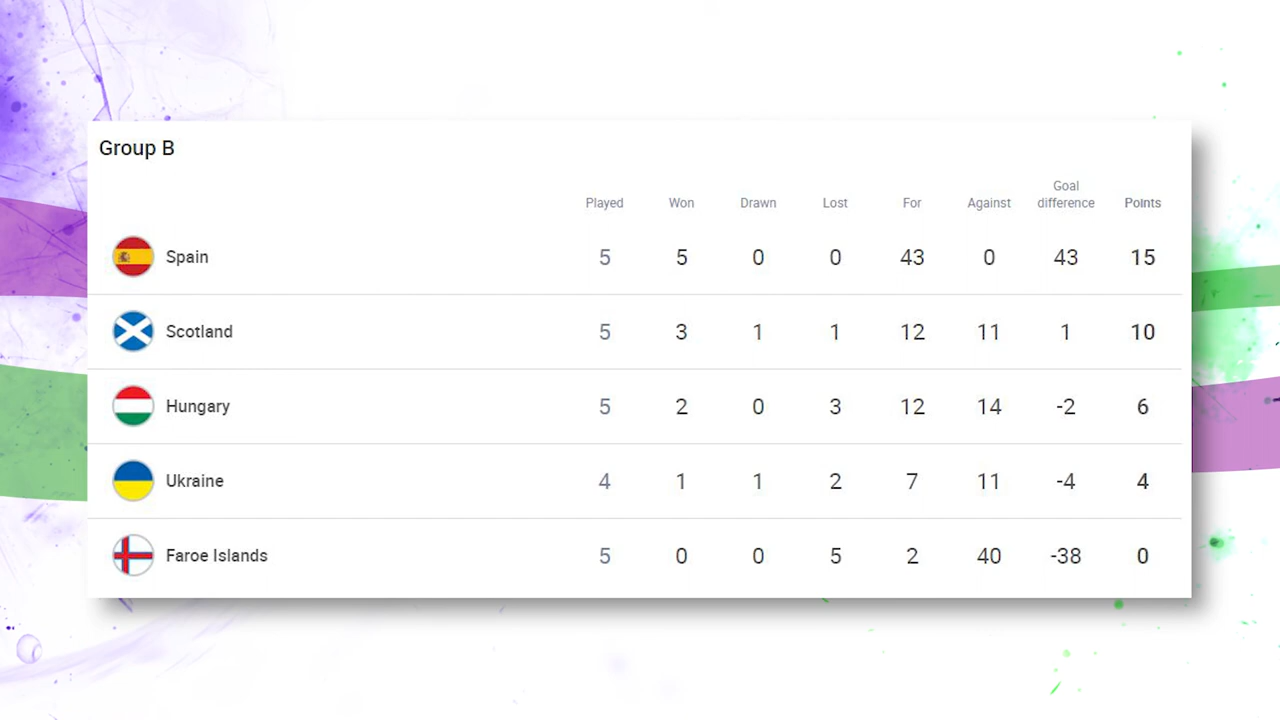 Group B
Played Won Drawn Lost For Against Goal difference Points
Spain 5 5 0 0 43 0 43 15
Scotland 5 3 1 1 12 11 1 10
Hungary 5 2 0 3 12 14 -2 6
Ukraine 4 1 1 2 7 11 -4 4
Faroe Islands 5 0 0 5 2 40 -38 0